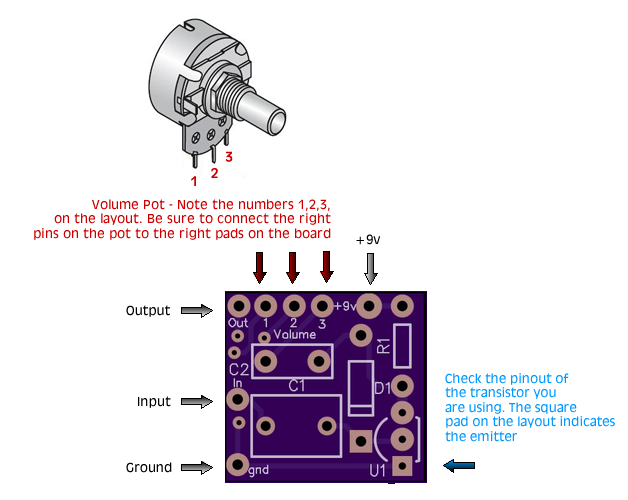 1
2
3
Volume Pot - Note the numbers 1,2,3,
on the layout. Be sure to connect the right
pins on the pot to the right pads on the board
+9v
Output
Out 1 2 3 +9v
Volume
R1
C2
C1
In
D1
Input
Check the pinout of
the transistor you
are using. The square
pad on the layout indicates
the emitter
Ground
gnd
U1